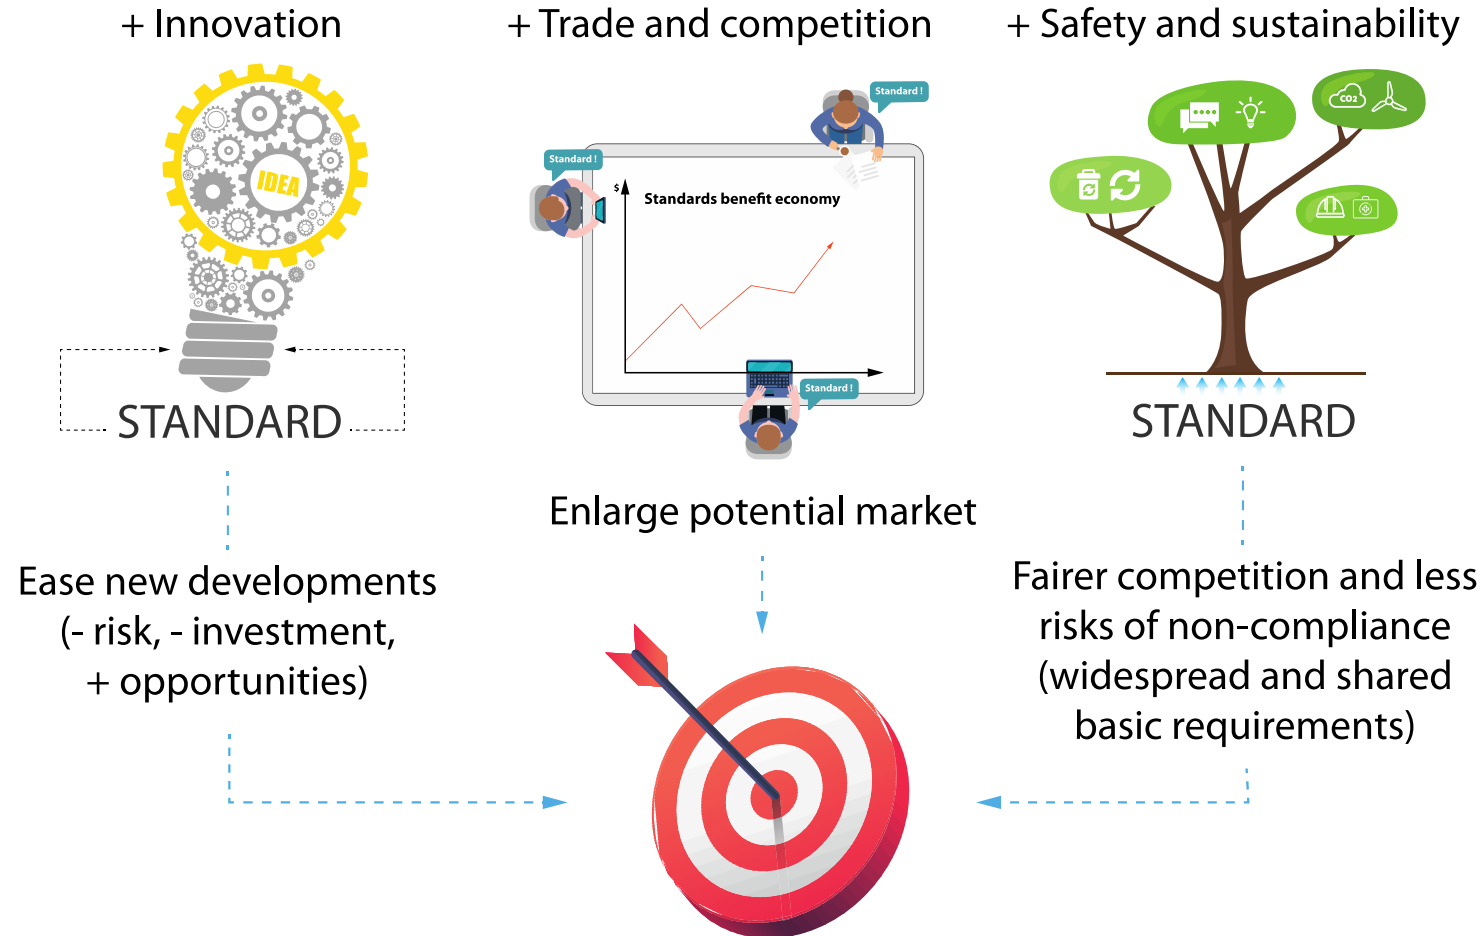 + Innovation
+ Trade and competition
+ Safety and sustainability
IDEA
STANDARD
Standard !
Standard !
$
Standards benefit economy
Standard !
CO2
STANDARD
Enlarge potential market
Ease new developments
(- risk, - investment,
+ opportunities)
Fairer competition and less
risks of non-compliance
(widespread and shared
basic requirements)